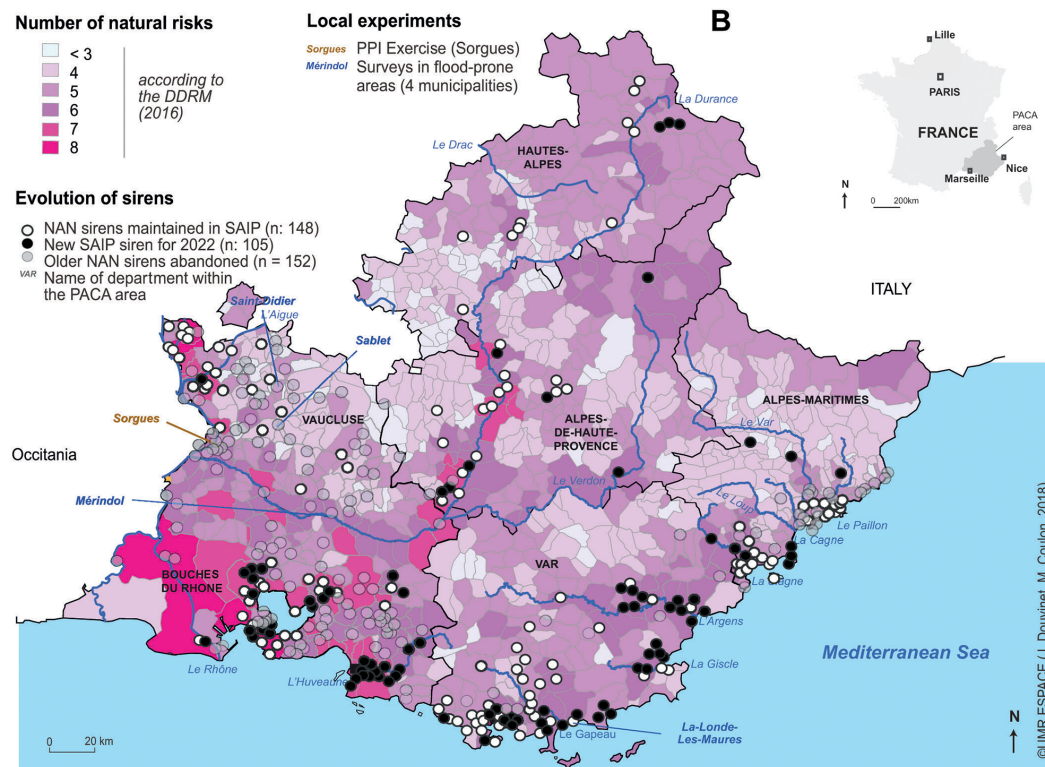 Number of natural risks
< 3
4
5
6
7
8
according to
the DDRM
(2016)
Local experiments
Sorgues PPI Exercise (Sorgues)
Mérindol Surveys in flood-prone
areas (4 municipalities)
B
Lille
PARIS
FRANCE
PACA
area
Nice
Marseille
N
0 200km
Evolution of sirens
NAN sirens maintained in SAIP (n: 148)
New SAIP siren for 2022 (n: 105)
Older NAN sirens abandoned (n = 152)
VAR Name of department within
the PACA area
La Durance
Le Drac
HAUTES-
ALPES
ITALY
Saint-Didier
L'Aigue
Sablet
Sorgues
VAUCLUSE
ALPES-
DE-HAUTE-
PROVENCE
ALPES-MARITIMES
Le Var
Occitania
Mérindol
Le Verdon
Le Loup
Le Paillon
La Cagne
La Cagne
BOUCHES
DU RHÔNE
VAR
L'Argens
La Giscle
Le Rhône
L'Huveaune
Mediterranean Sea
Le Gapeau
La-Londe-
Les-Maures
0 20 km
N
©UMR ESPACE (J. Douvinet, M. Coulon, 2018)